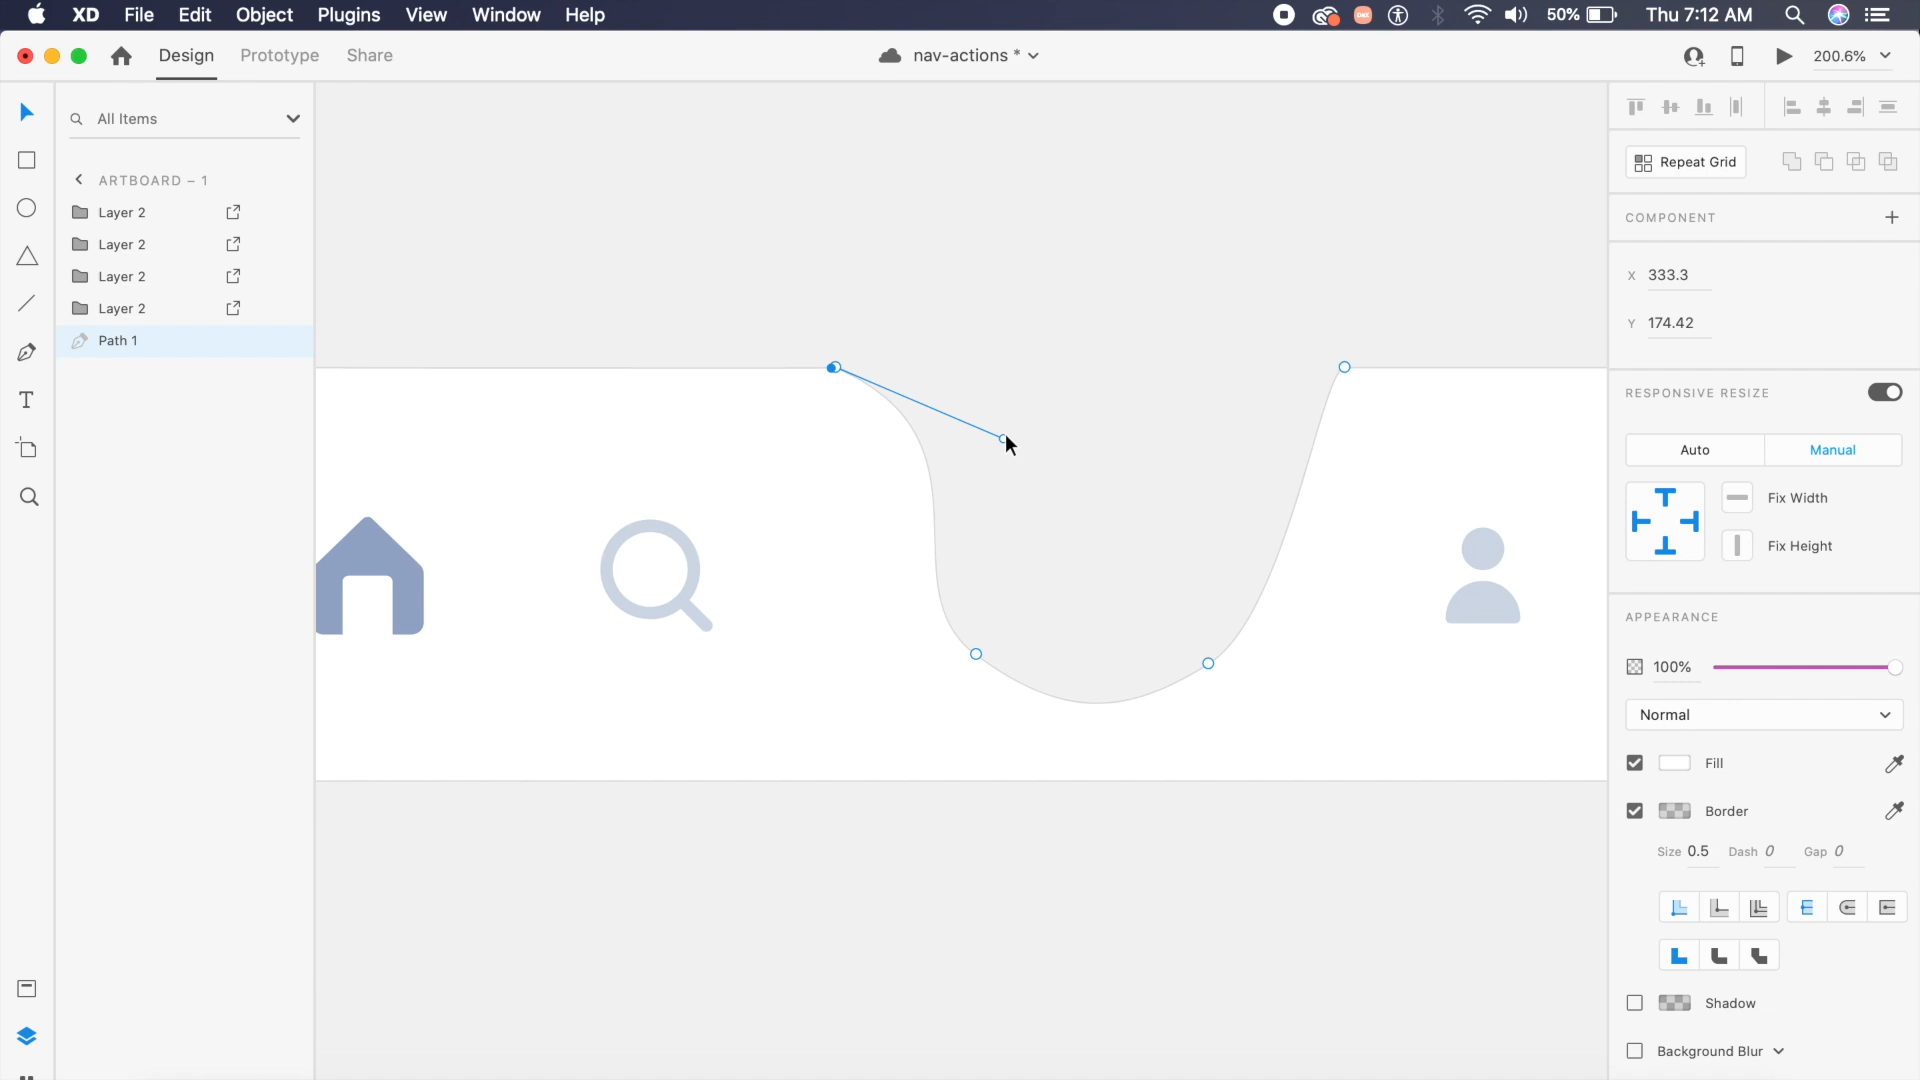 XD File Edit Object Plugins View Window Help 50% Thu 7:12 AM
Design Prototype Share nav-actions * 200.6%
All Items
ARTBOARD – 1
Layer 2
Layer 2
Layer 2
Layer 2
Path 1
T
Repeat Grid
COMPONENT
X 333.3
Y 174.42
RESPONSIVE RESIZE
Auto Manual
Fix Width
Fix Height
APPEARANCE
100%
Normal
Fill
Border
Size 0.5 Dash 0 Gap 0
Shadow
Background Blur